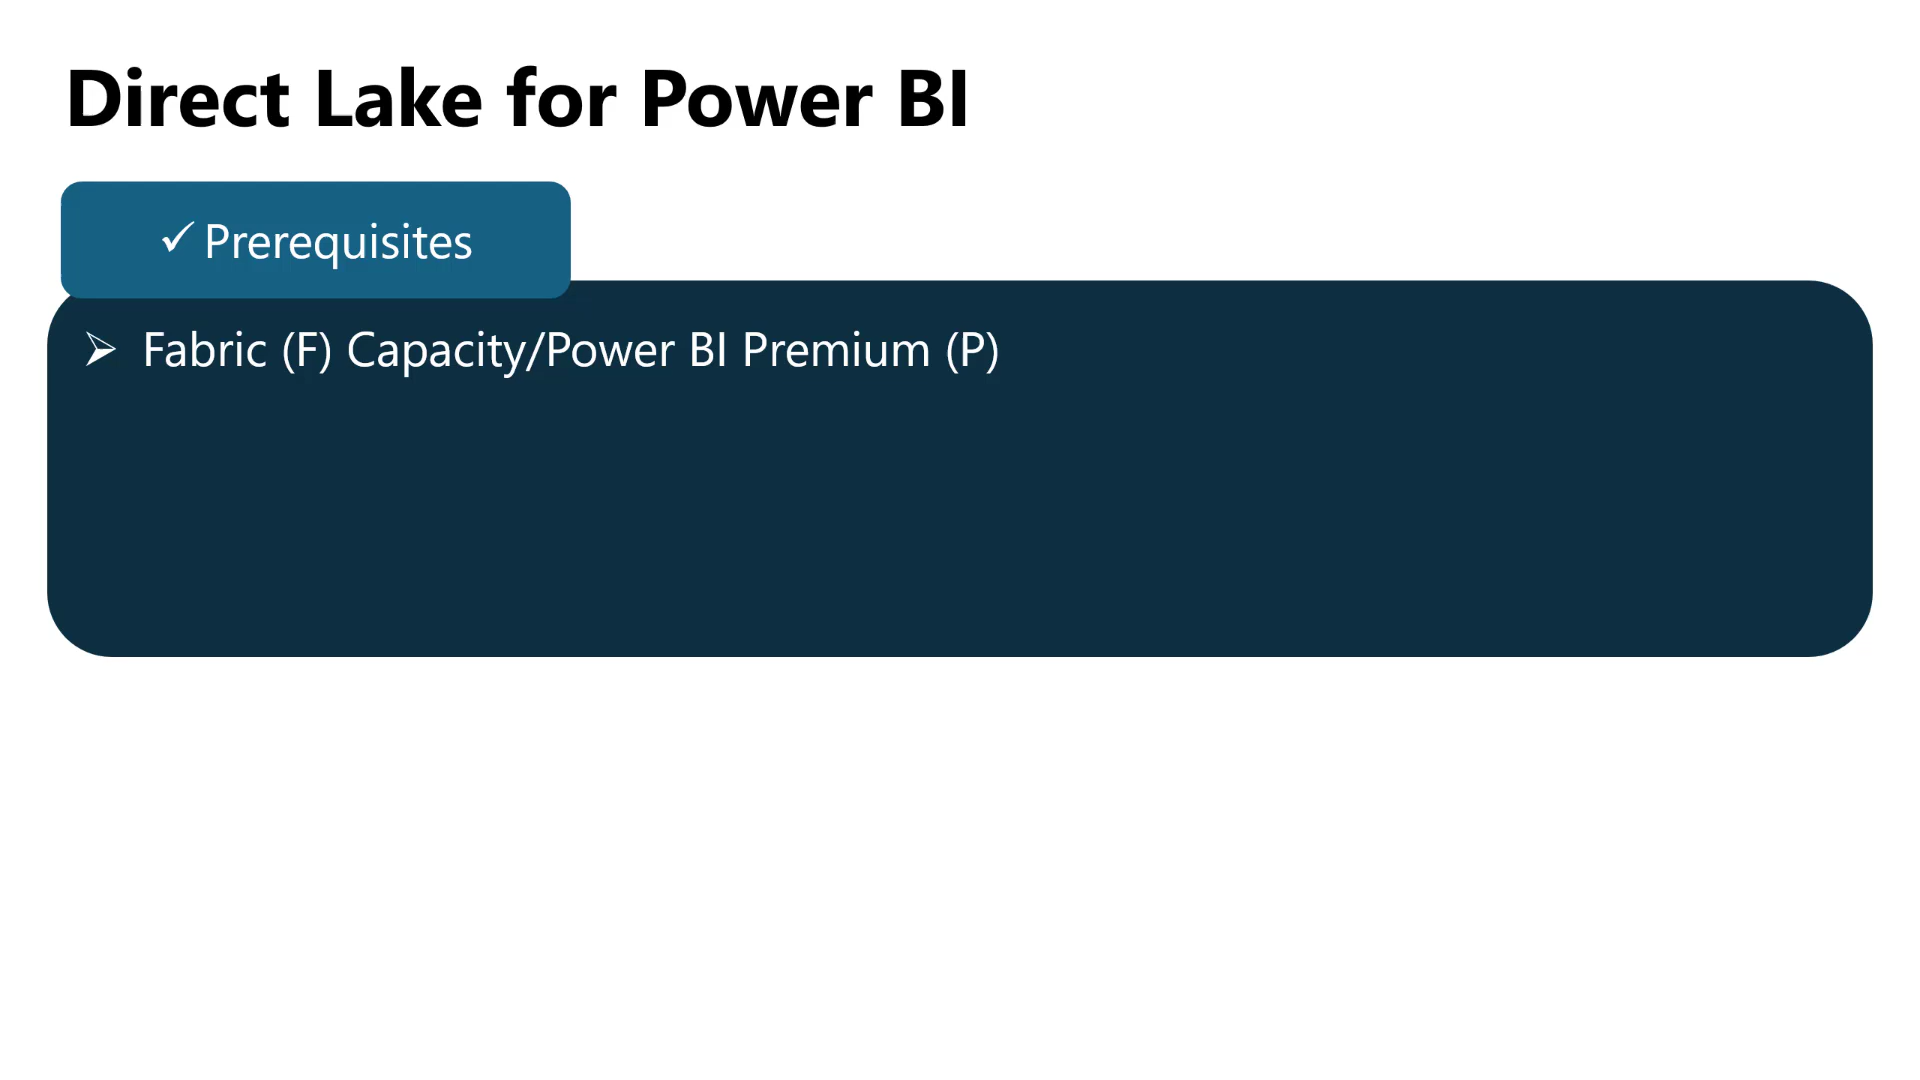 Direct Lake for Power BI
✓ Prerequisites
➢ Fabric (F) Capacity/Power BI Premium (P)